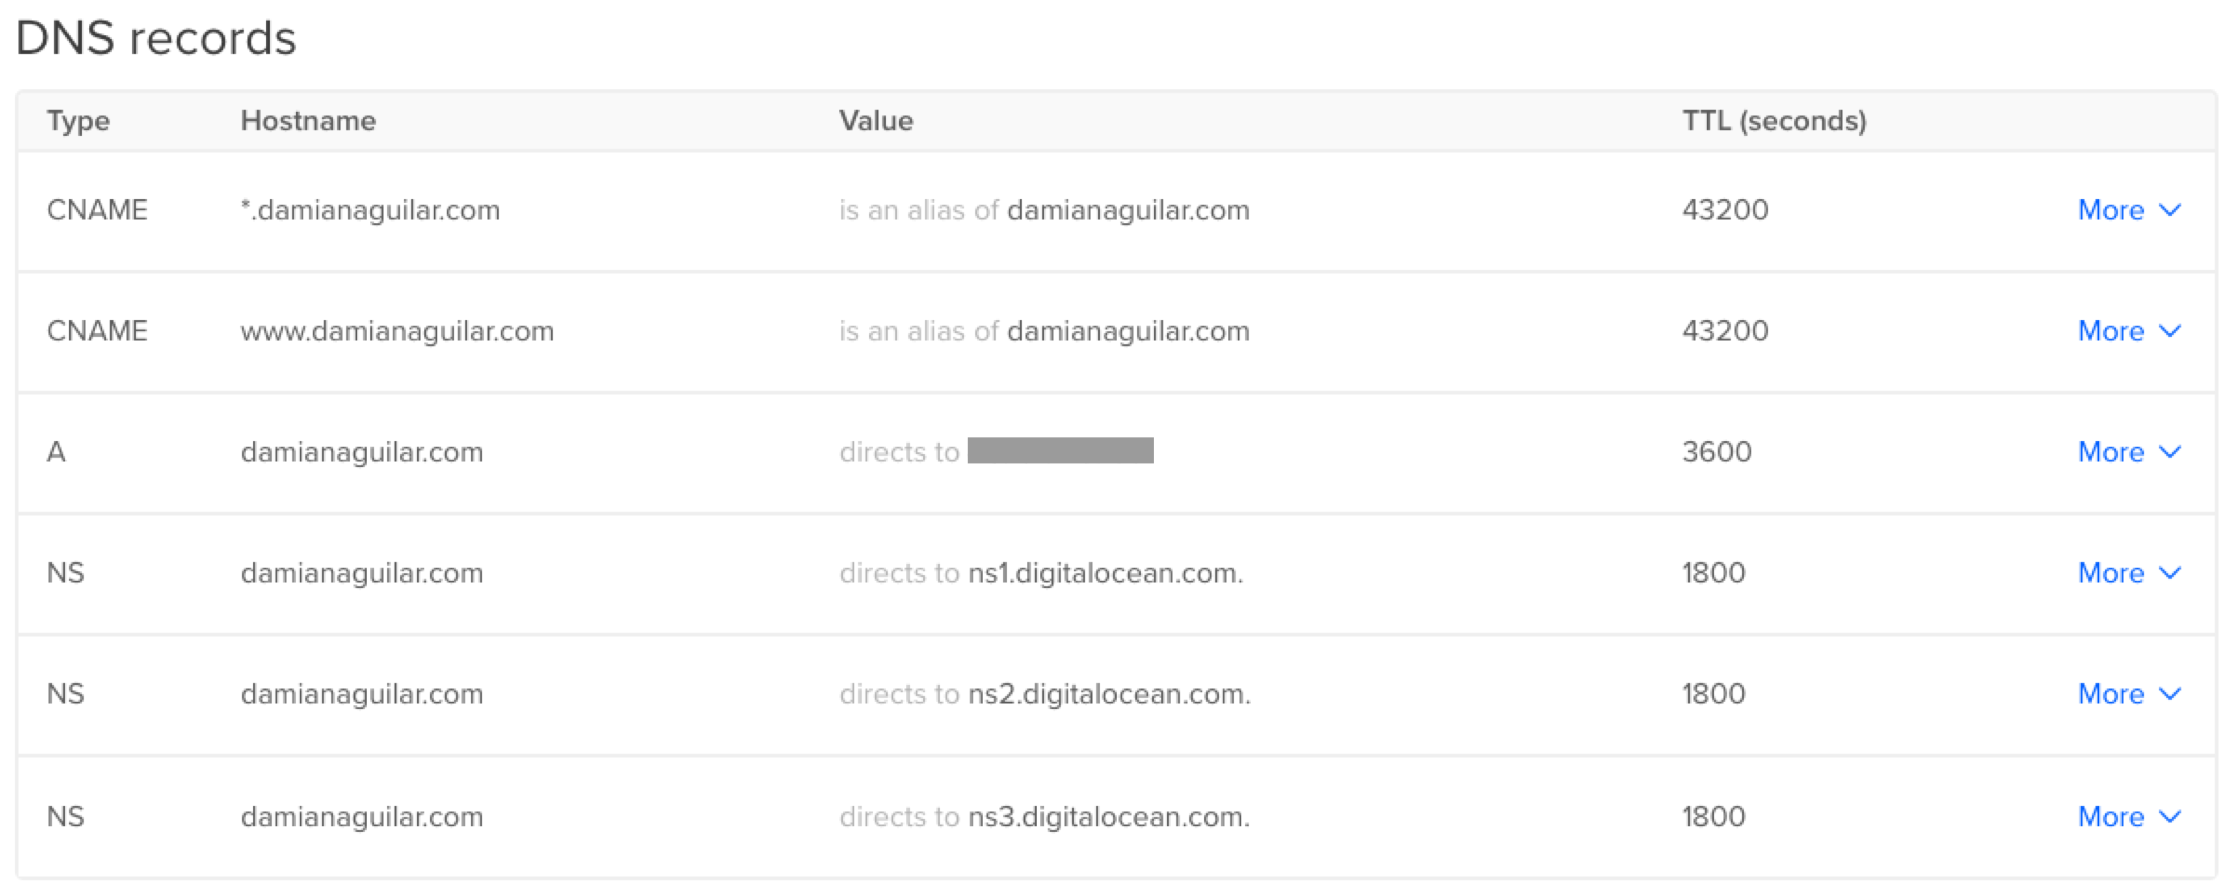 DNS records
Type Hostname Value TTL (seconds)
CNAME *.damianaguilar.com is an alias of damianaguilar.com 43200 More
CNAME www.damianaguilar.com is an alias of damianaguilar.com 43200 More
A damianaguilar.com directs to 3600 More
NS damianaguilar.com directs to ns1.digitalocean.com. 1800 More
NS damianaguilar.com directs to ns2.digitalocean.com. 1800 More
NS damianaguilar.com directs to ns3.digitalocean.com. 1800 More